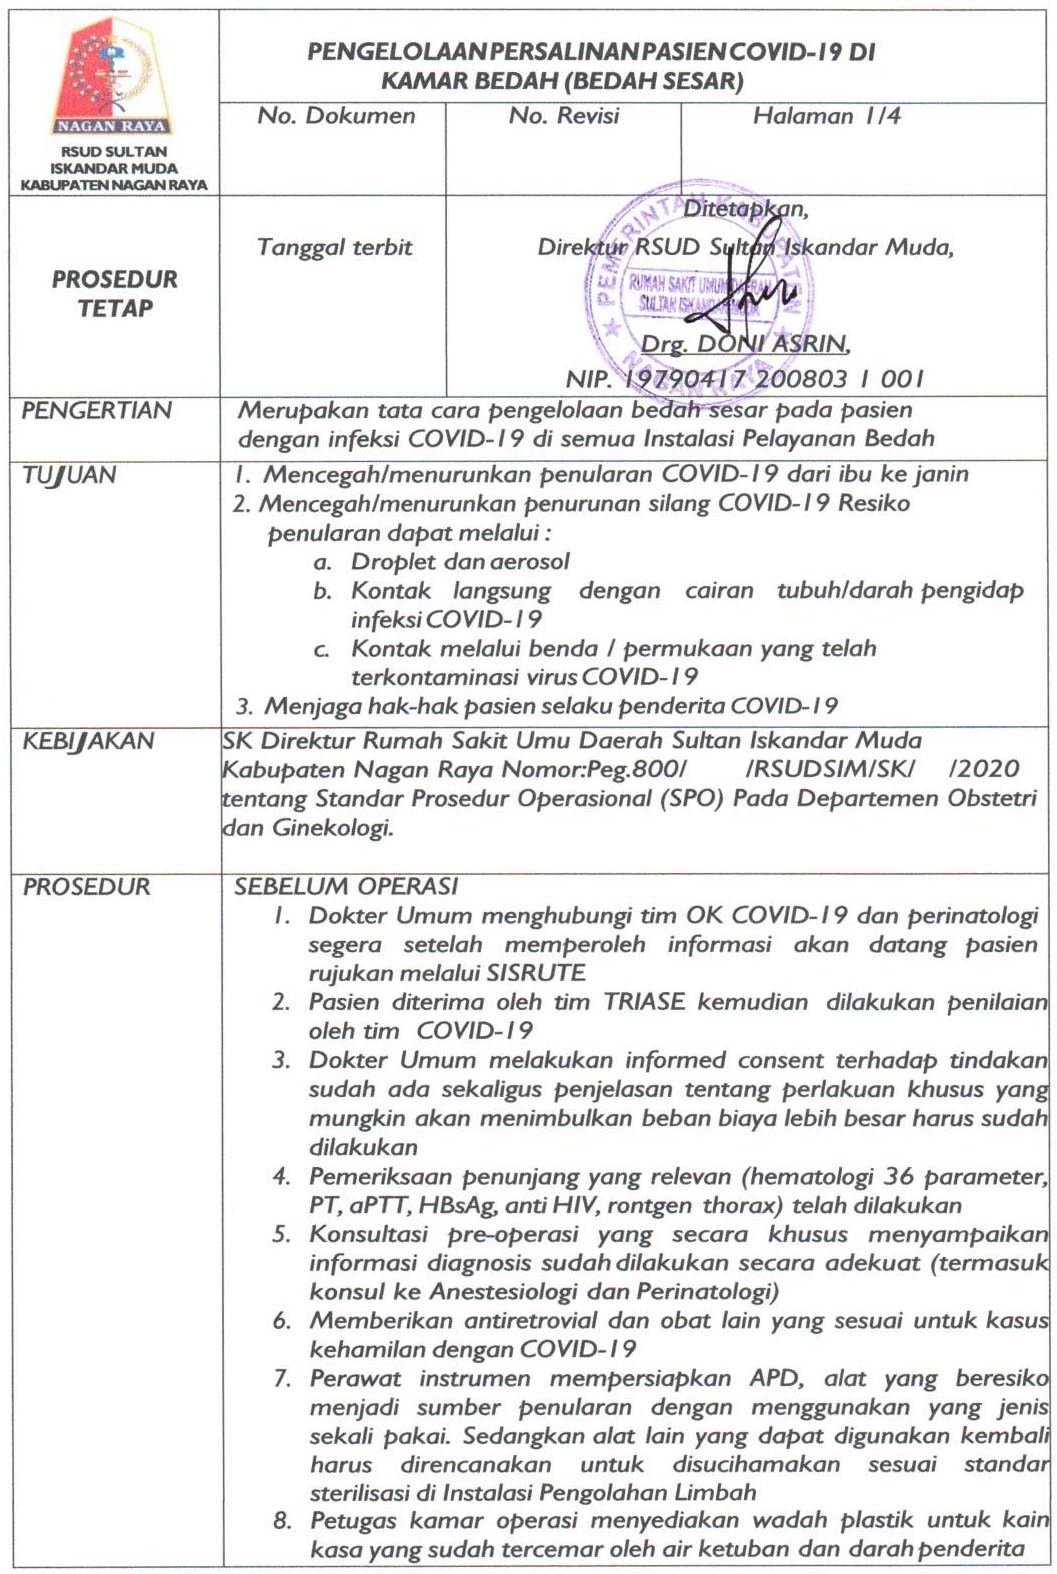 PENGELOLAAN PERSALINAN PASIEN COVID-19 DI
KAMAR BEDAH (BEDAH SESAR)
NAGAN RAYA
RSUD SULTAN
ISKANDAR MUDA
KABUPATEN NAGAN RAYA
No. Dokumen
No. Revisi
Halaman 1/4
PROSEDUR
TETAP
Tanggal terbit
Ditetapkan,
Direktur RSUD Sultan Iskandar Muda,
PEMERINTAH KABUPATEN
RUMAH SAKIT UMUM DAERAH
SULTAN ISKANDAR MUDA
NAGAN RAYA
Drg. DONI ASRIN,
NIP. 19790417 200803 1 001
PENGERTIAN
Merupakan tata cara pengelolaan bedah sesar pada pasien
dengan infeksi COVID-19 di semua Instalasi Pelayanan Bedah
TUJUAN
1. Mencegah/menurunkan penularan COVID-19 dari ibu ke janin
2. Mencegah/menurunkan penurunan silang COVID-19 Resiko
penularan dapat melalui :
a. Droplet dan aerosol
b. Kontak langsung dengan cairan tubuh/darah pengidap
infeksi COVID-19
c. Kontak melalui benda / permukaan yang telah
terkontaminasi virus COVID-19
3. Menjaga hak-hak pasien selaku penderita COVID-19
KEBIJAKAN
SK Direktur Rumah Sakit Umu Daerah Sultan Iskandar Muda
Kabupaten Nagan Raya Nomor:Peg.800/ /RSUDSIM/SK/ /2020
tentang Standar Prosedur Operasional (SPO) Pada Departemen Obstetri
dan Ginekologi.
PROSEDUR
SEBELUM OPERASI
1. Dokter Umum menghubungi tim OK COVID-19 dan perinatologi
segera setelah memperoleh informasi akan datang pasien
rujukan melalui SISRUTE
2. Pasien diterima oleh tim TRIASE kemudian dilakukan penilaian
oleh tim COVID-19
3. Dokter Umum melakukan informed consent terhadap tindakan
sudah ada sekaligus penjelasan tentang perlakuan khusus yang
mungkin akan menimbulkan beban biaya lebih besar harus sudah
dilakukan
4. Pemeriksaan penunjang yang relevan (hematologi 36 parameter,
PT, aPTT, HBsAg, anti HIV, rontgen thorax) telah dilakukan
5. Konsultasi pre-operasi yang secara khusus menyampaikan
informasi diagnosis sudah dilakukan secara adekuat (termasuk
konsul ke Anestesiologi dan Perinatologi)
6. Memberikan antiretrovial dan obat lain yang sesuai untuk kasus
kehamilan dengan COVID-19
7. Perawat instrumen mempersiapkan APD, alat yang beresiko
menjadi sumber penularan dengan menggunakan yang jenis
sekali pakai. Sedangkan alat lain yang dapat digunakan kembali
harus direncanakan untuk disucihamakan sesuai standar
sterilisasi di Instalasi Pengolahan Limbah
8. Petugas kamar operasi menyediakan wadah plastik untuk kain
kasa yang sudah tercemar oleh air ketuban dan darah penderita